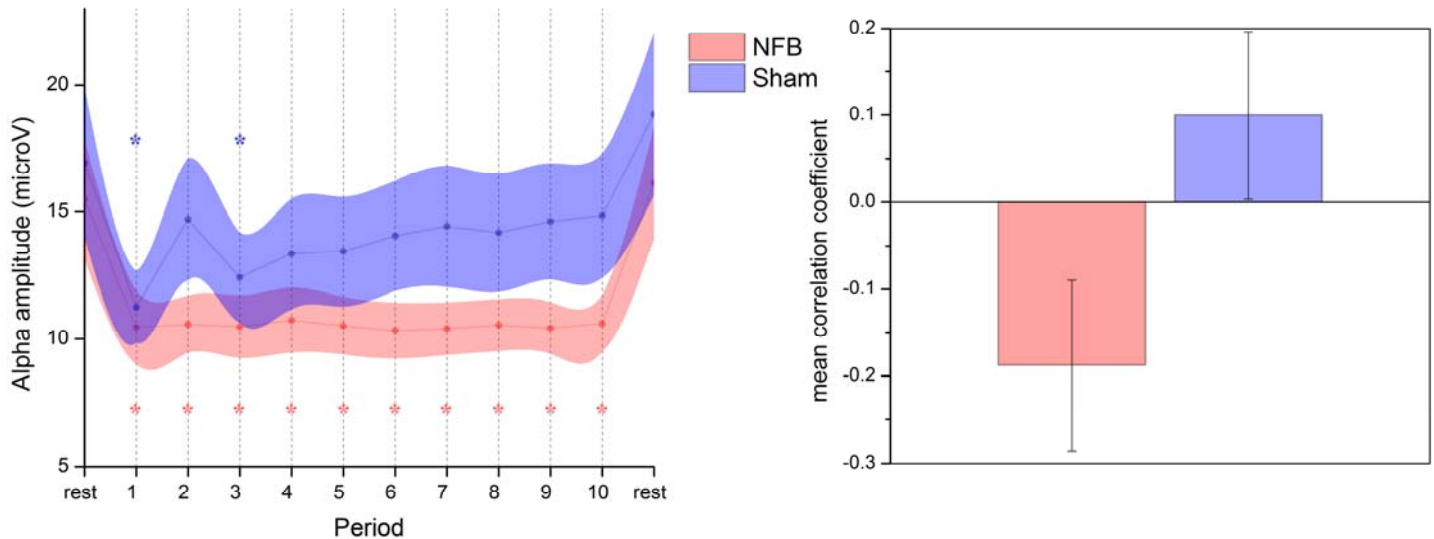 20
15
10
5
Alpha amplitude (microV)
* *
* * * * * * * * * *
rest 1 2 3 4 5 6 7 8 9 10 rest
Period
NFB
Sham
0.2
0.1
0.0
-0.1
-0.2
-0.3
mean correlation coefficient